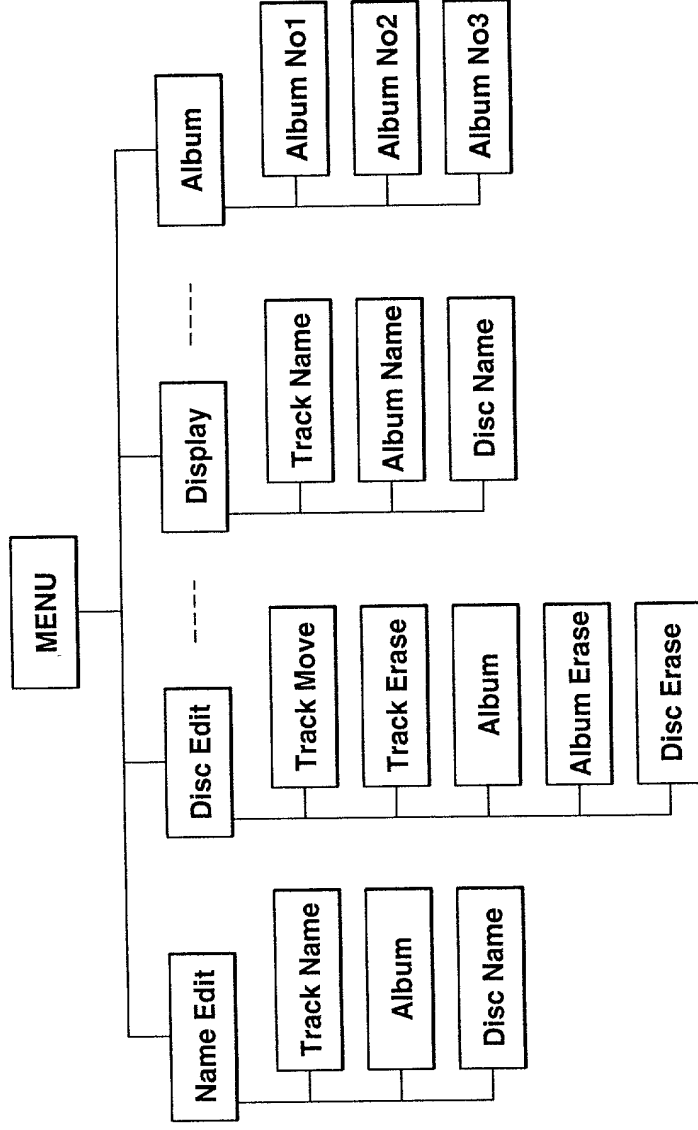 MENU
Name Edit
Track Name
Album
Disc Name
Disc Edit
Track Move
Track Erase
Album
Album Erase
Disc Erase
Display
Track Name
Album Name
Disc Name
Album
Album No1
Album No2
Album No3